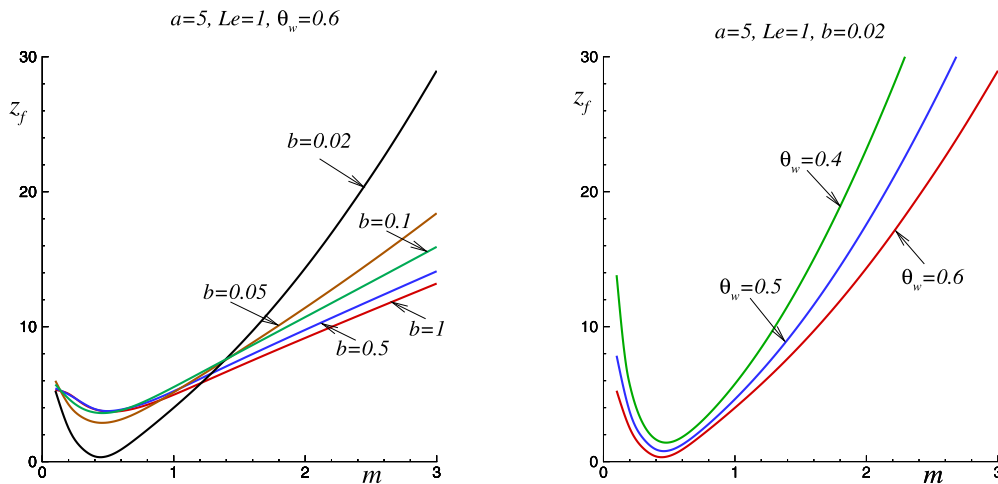 a=5, Le=1, θw=0.6
30
zf
20
10
0
0
1
2
3
m
b=0.02
b=0.1
b=0.05
b=0.5
b=1
a=5, Le=1, b=0.02
30
zf
20
10
0
0
1
2
3
m
θw=0.4
θw=0.5
θw=0.6